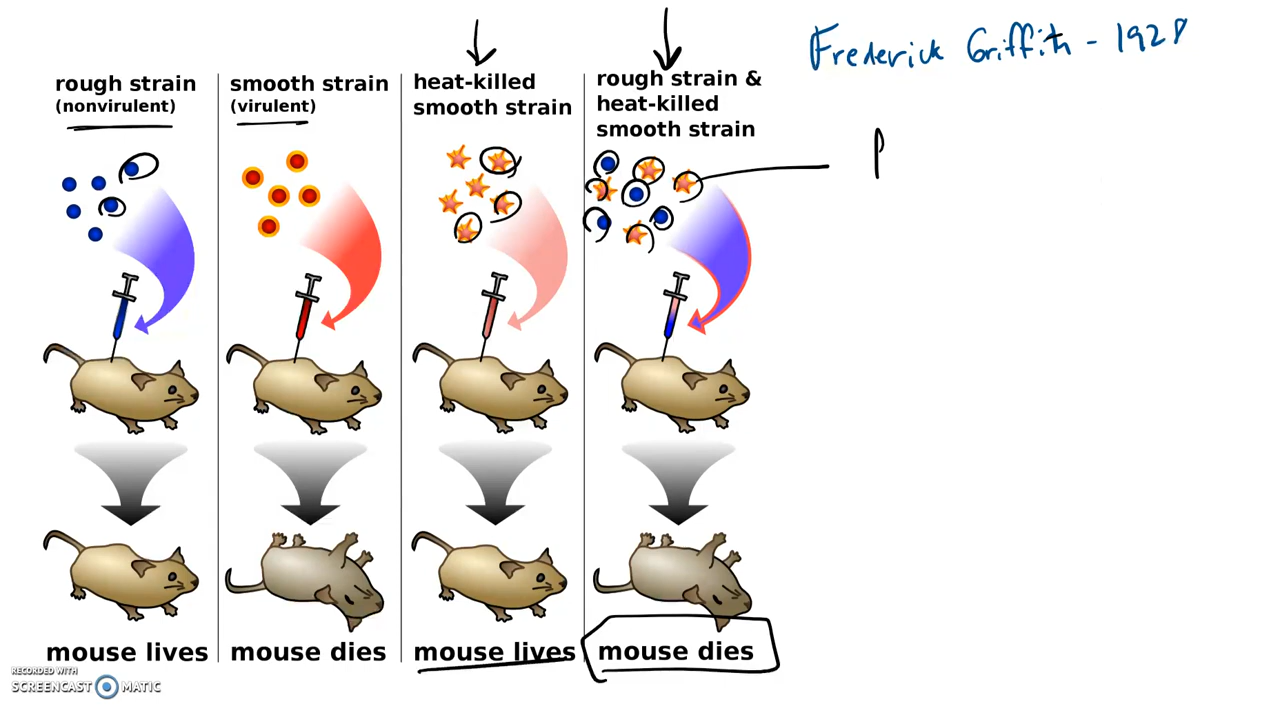 Frederick Griffith - 1928
rough strain
(nonvirulent)
smooth strain
(virulent)
heat-killed
smooth strain
rough strain &
heat-killed
smooth strain
mouse lives
mouse dies
mouse lives
mouse dies
RECORDED WITH
SCREENCAST MATIC